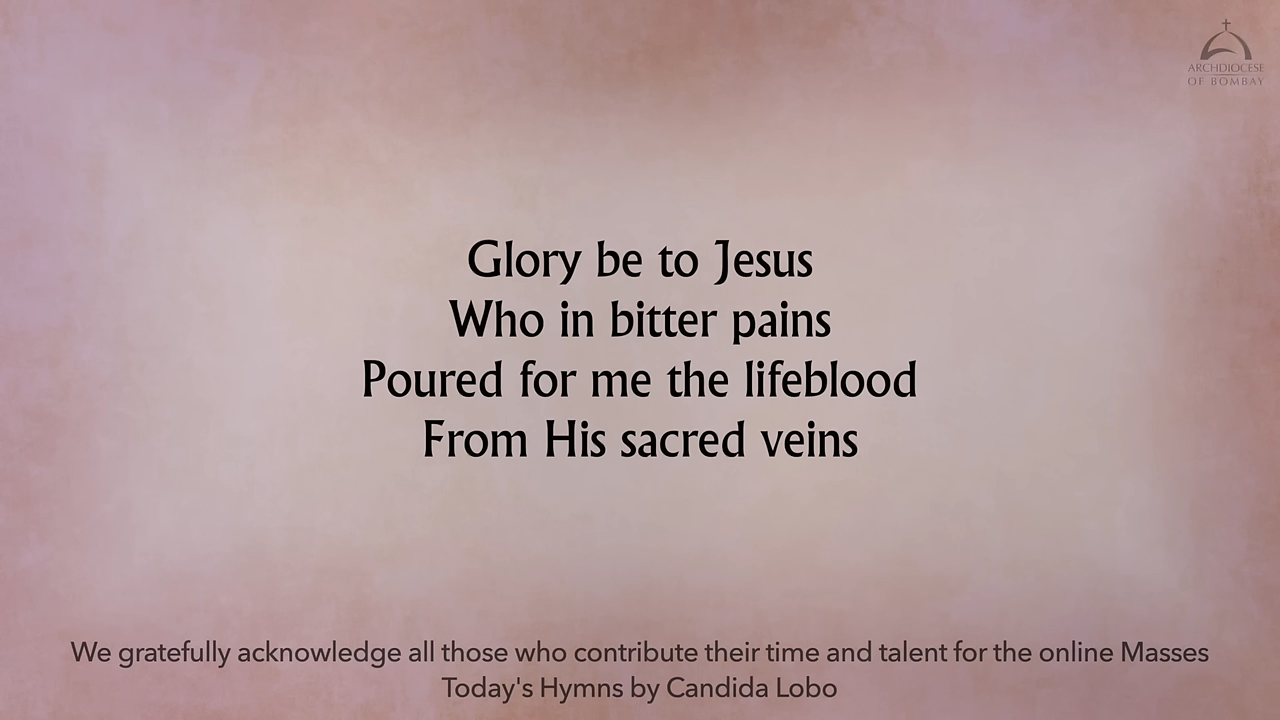 ARCHDIOCESE
OF BOMBAY
Glory be to Jesus
Who in bitter pains
Poured for me the lifeblood
From His sacred veins
We gratefully acknowledge all those who contribute their time and talent for the online Masses
Today's Hymns by Candida Lobo